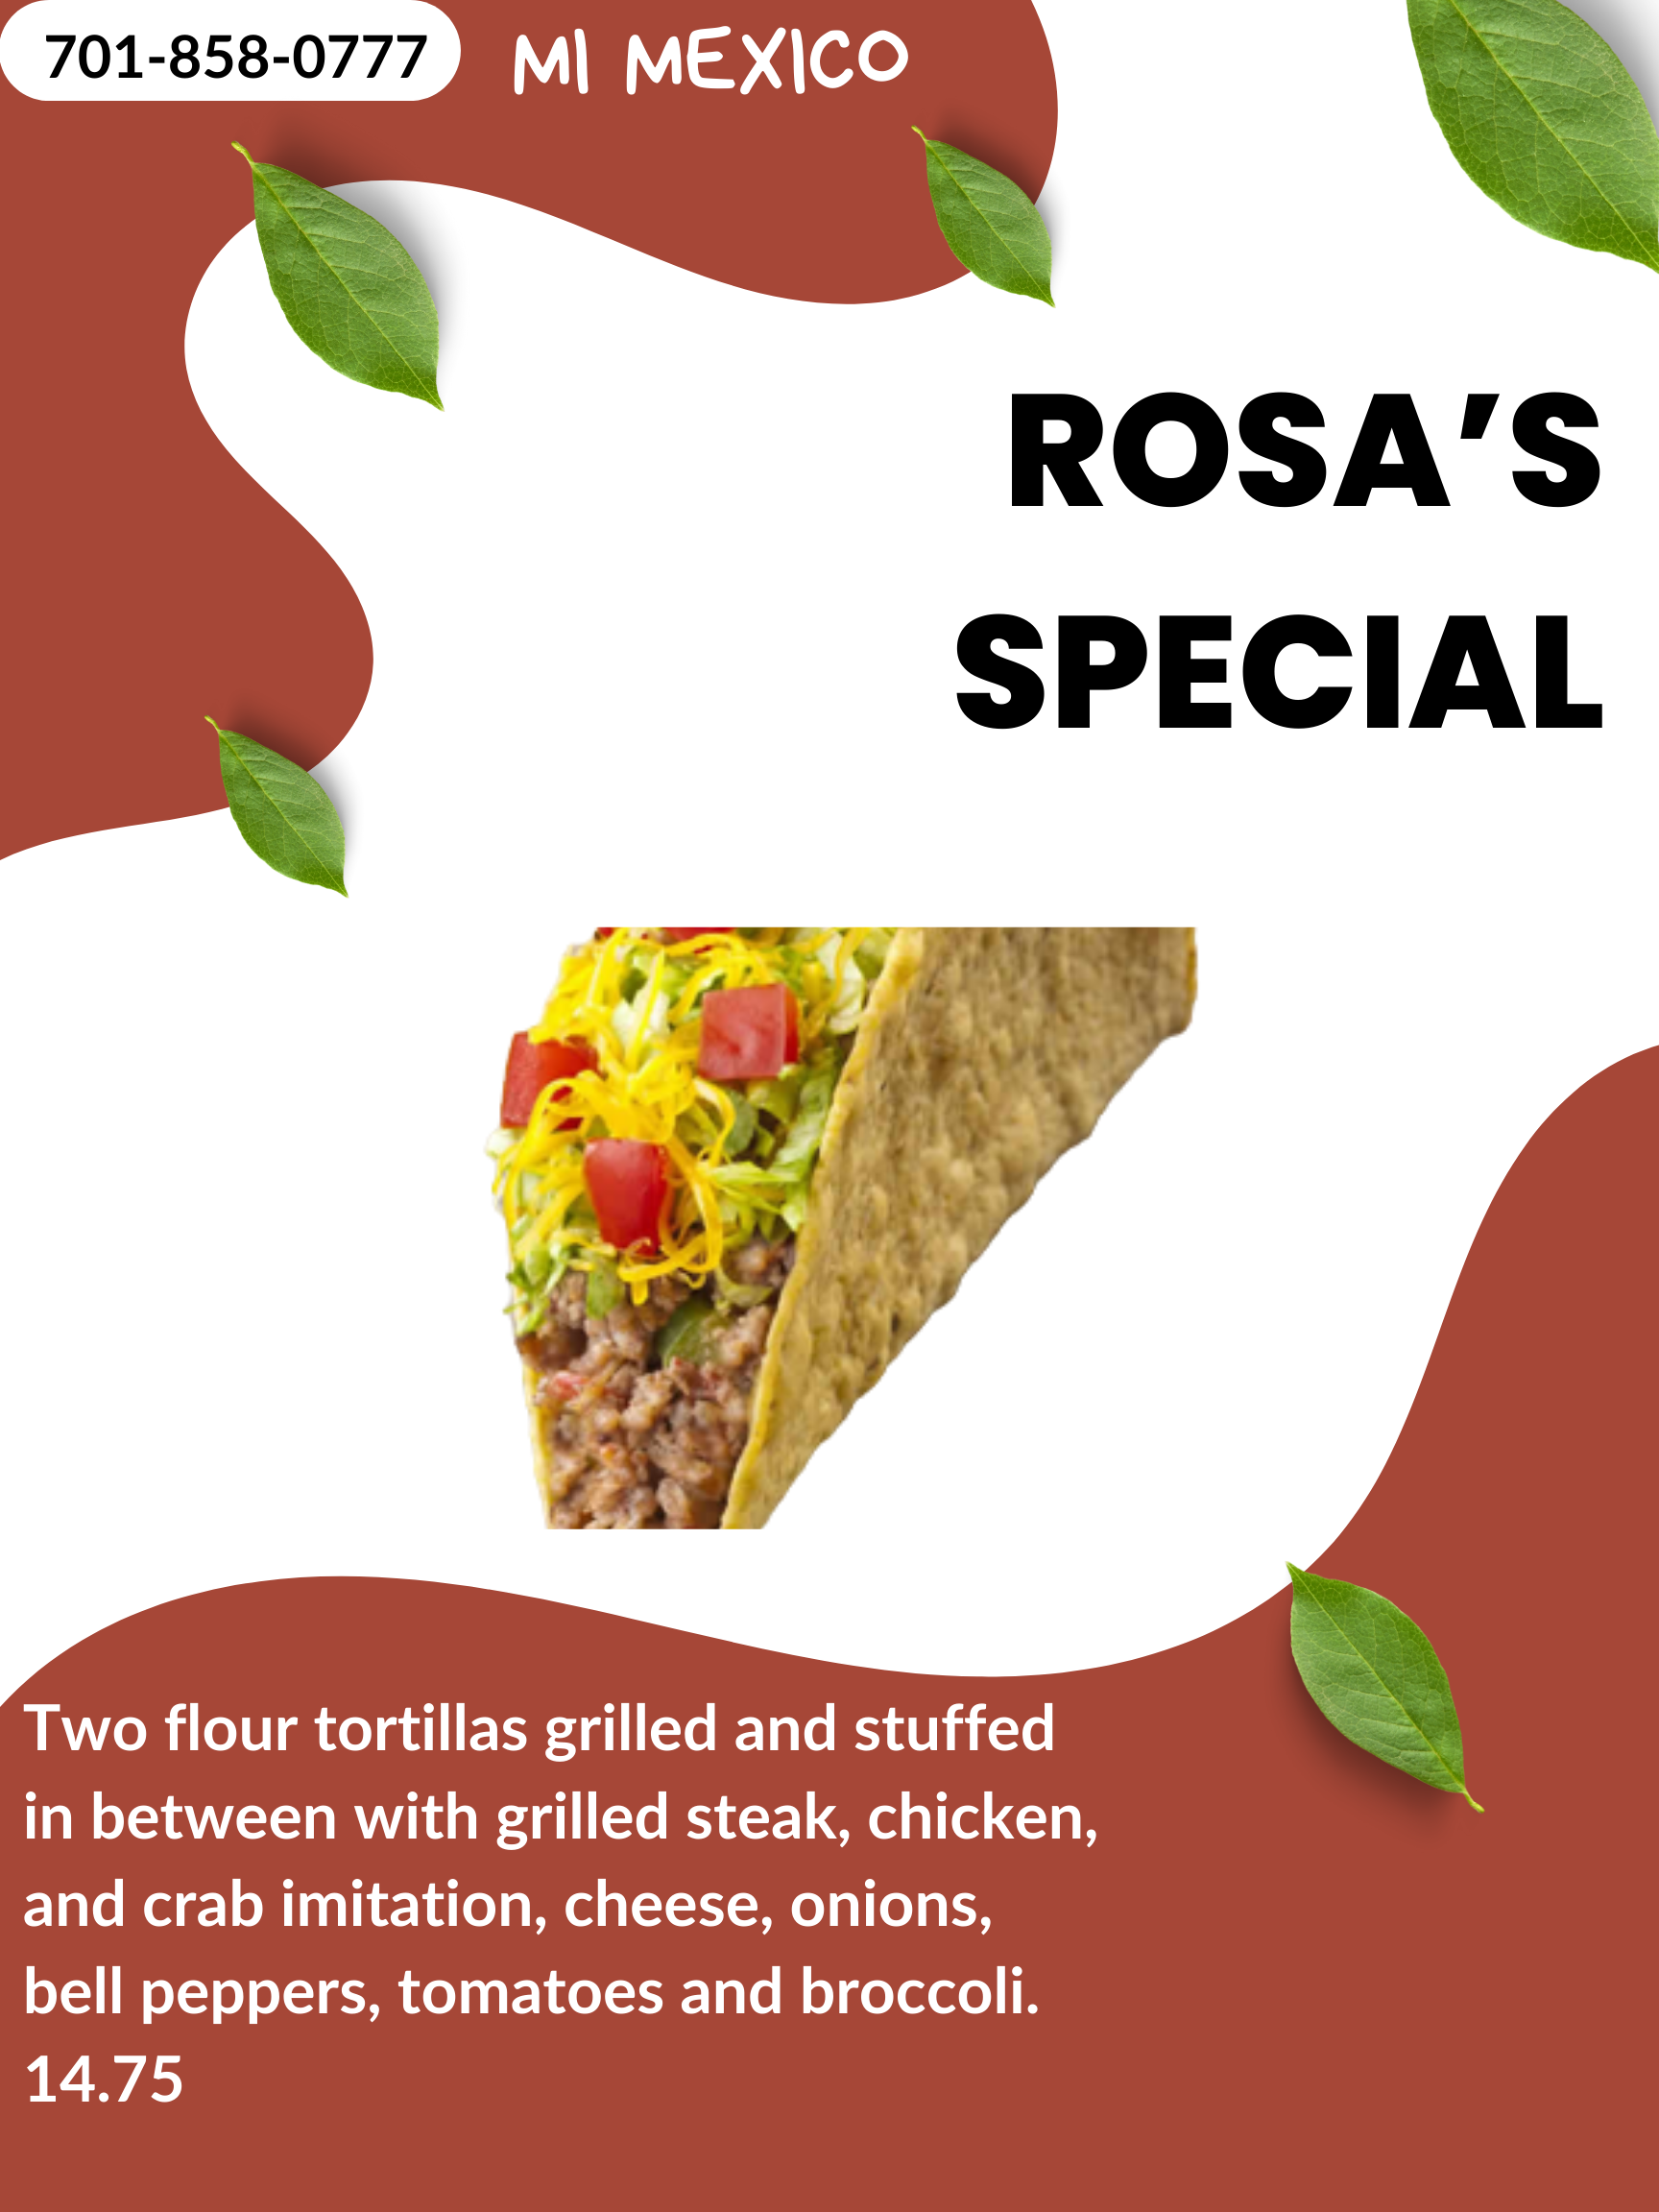 701-858-0777
MI MEXICO
ROSA’S
SPECIAL
Two flour tortillas grilled and stuffed
in between with grilled steak, chicken,
and crab imitation, cheese, onions,
bell peppers, tomatoes and broccoli.
14.75